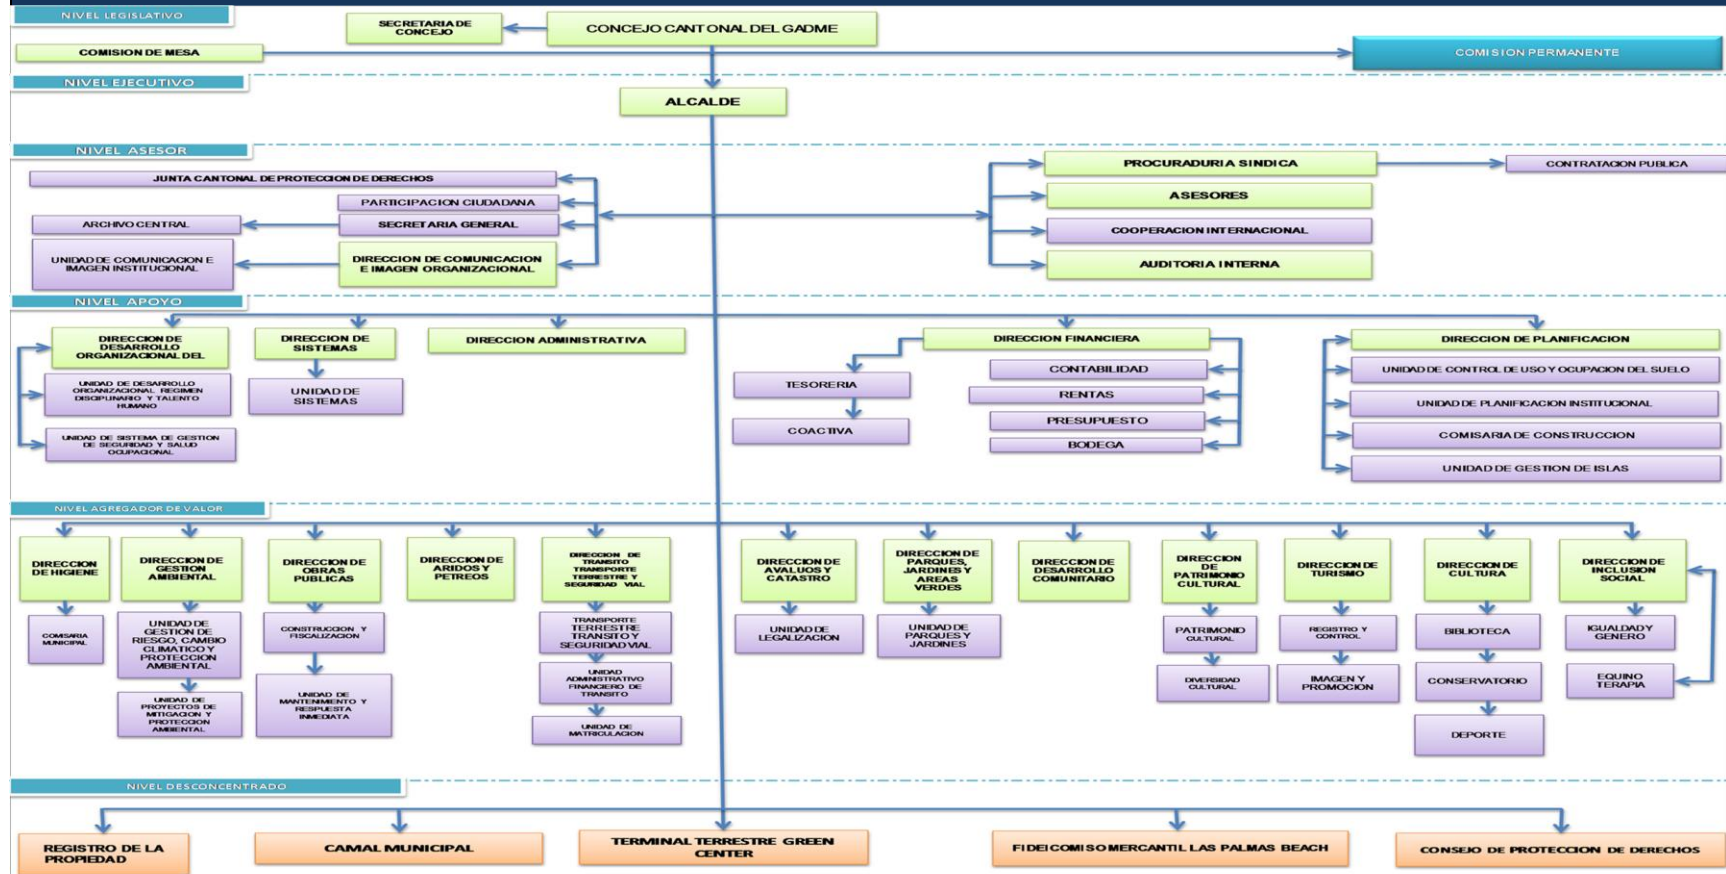 NIVEL LEGISLATIVO
SECRETARIA DE
CONCEJO
CONCEJO CANTONAL DEL GADME
COMISION DE MESA
COMISION PERMANENTE
NIVEL EJECUTIVO
ALCALDE
NIVEL ASESOR
JUNTA CANTONAL DE PROTECCION DE DERECHOS
PARTICIPACION CIUDADANA
ARCHIVO CENTRAL
SECRETARIA GENERAL
UNIDAD DE COMUNICACION E
IMAGEN INSTITUCIONAL
DIRECCION DE COMUNICACION
E IMAGEN ORGANIZACIONAL
PROCURADURIA SINDICA
CONTRATACION PUBLICA
ASESORES
COOPERACION INTERNACIONAL
AUDITORIA INTERNA
NIVEL APOYO
DIRECCION DE
DESARROLLO
ORGANIZACIONAL DEL
UNIDAD DE DESARROLLO
ORGANIZACIONAL REGIMEN
DISCIPLINARIO Y TALENTO
HUMANO
UNIDAD DE SISTEMA DE GESTION
DE SEGURIDAD Y SALUD
OCUPACIONAL
DIRECCION DE
SISTEMAS
UNIDAD DE
SISTEMAS
DIRECCION ADMINISTRATIVA
DIRECCION FINANCIERA
TESORERIA
COACTIVA
CONTABILIDAD
RENTAS
PRESUPUESTO
BODEGA
DIRECCION DE PLANIFICACION
UNIDAD DE CONTROL DE USO Y OCUPACION DEL SUELO
UNIDAD DE PLANIFICACION INSTITUCIONAL
COMISARIA DE CONSTRUCCION
UNIDAD DE GESTION DE ISLAS
NIVEL AGREGADOR DE VALOR
DIRECCION
DE HIGIENE
COMISARIA
MUNICIPAL
DIRECCION DE
GESTION
AMBIENTAL
UNIDAD DE
GESTION DE
RIESGO, CAMBIO
CLIMATICO Y
PROTECCION
AMBIENTAL
UNIDAD DE
PROYECTOS DE
MITIGACION Y
PROTECCION
AMBIENTAL
DIRECCION DE
OBRAS
PUBLICAS
CONSTRUCCION Y
FISCALIZACION
UNIDAD DE
MANTENIMIENTO Y
RESPUESTA
INMEDIATA
DIRECCION DE
ARIDOS Y
PETREOS
DIRECCION DE
TRANSITO
TRANSPORTE
TERRESTRE Y
SEGURIDAD VIAL
TRANSPORTE
TERRESTRE
TRANSITO Y
SEGURIDAD VIAL
UNIDAD
ADMINISTRATIVO
FINANCIERO DE
TRANSITO
UNIDAD DE
MATRICULACION
DIRECCION DE
AVALUOS Y
CATASTRO
UNIDAD DE
LEGALIZACION
DIRECCION DE
PARQUES,
JARDINES Y
AREAS
VERDES
UNIDAD DE
PARQUES Y
JARDINES
DIRECCION DE
DESARROLLO
COMUNITARIO
DIRECCION
DE
PATRIMONIO
CULTURAL
PATRIMONIO
CULTURAL
DIVERSIDAD
CULTURAL
DIRECCION DE
TURISMO
REGISTRO Y
CONTROL
IMAGEN Y
PROMOCION
DIRECCION DE
CULTURA
BIBLIOTECA
CONSERVATORIO
DEPORTE
DIRECCION DE
INCLUSION
SOCIAL
IGUALDAD Y
GENERO
EQUINO
TERAPIA
NIVEL DESCONCENTRADO
REGISTRO DE LA
PROPIEDAD
CAMAL MUNICIPAL
TERMINAL TERRESTRE GREEN
CENTER
FIDEICOMISO MERCANTIL LAS PALMAS BEACH
CONSEJO DE PROTECCION DE DERECHOS